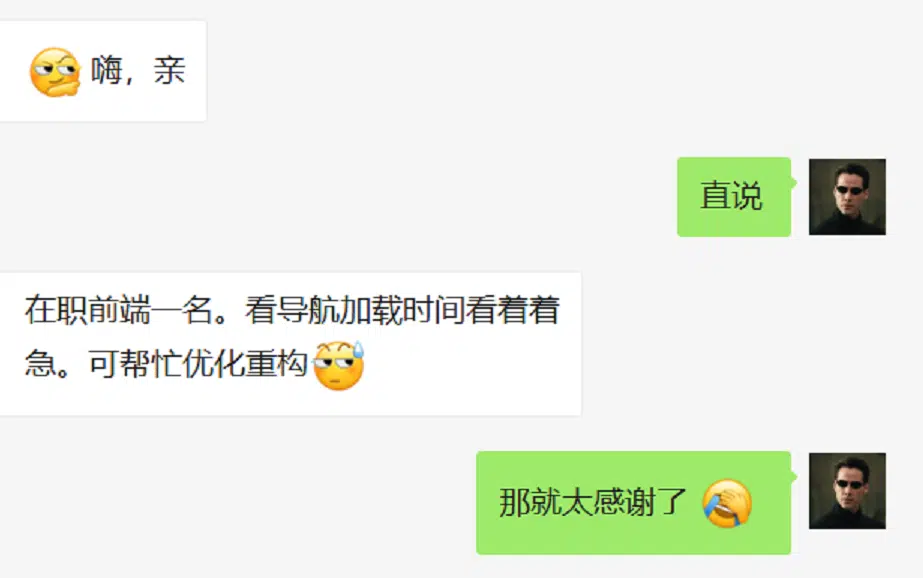 嗨，亲
直说
在职前端一名。看导航加载时间看着着
急。可帮忙优化重构
那就太感谢了